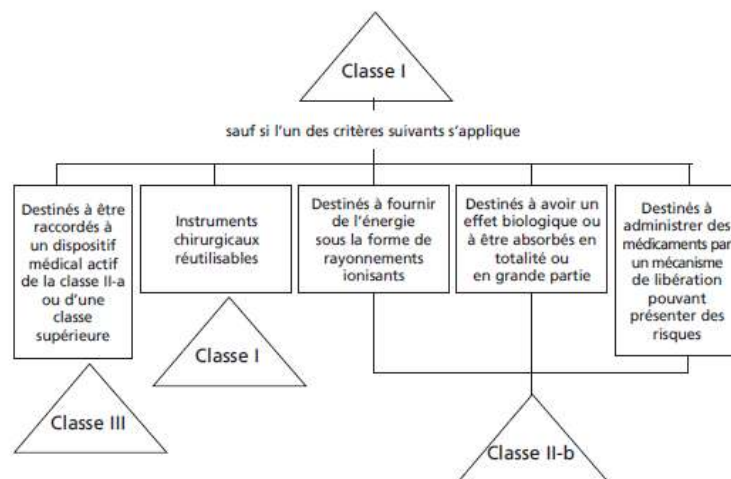 Classe I
sauf si l'un des critères suivants s'applique
Destinés à être
raccordés à
un dispositif
médical actif
de la classe II-a
ou d'une
classe
supérieure
Instruments
chirurgicaux
réutilisables
Destinés à fournir
de l'énergie
sous la forme de
rayonnements
ionisants
Destinés à avoir un
effet biologique ou
à être absorbés en
totalité ou
en grande partie
Destinés à
administrer des
médicaments par
un mécanisme
de libération
pouvant
présenter des
risques
Classe III
Classe I
Classe II-b